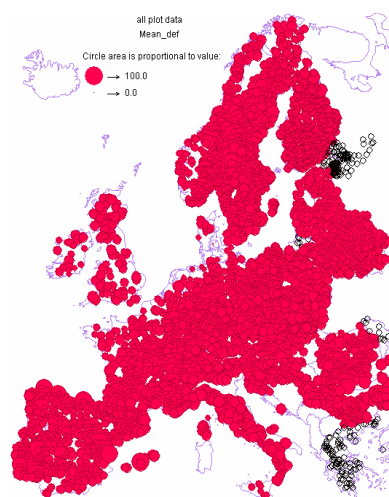 all plot data
Mean_def
Circle area is proportional to value:
100.0
0.0